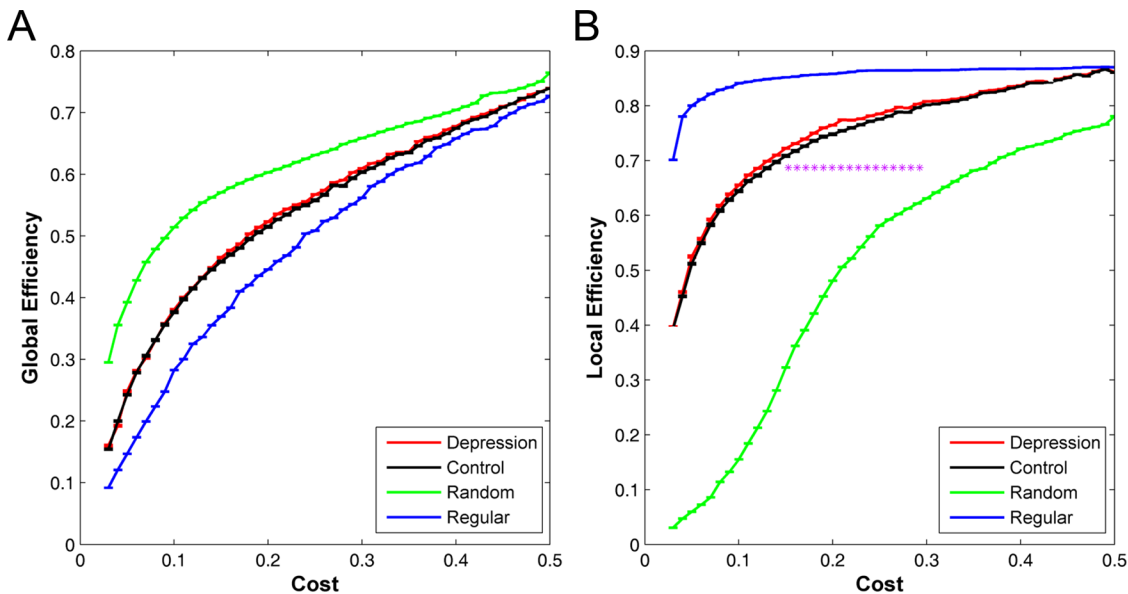 A
B
0.8
0.7
0.6
0.5
0.4
0.3
0.2
0.1
0
Global Efficiency
0
0.1
0.2
0.3
0.4
0.5
Cost
Depression
Control
Random
Regular
0.9
0.8
0.7
0.6
0.5
0.4
0.3
0.2
0.1
0
Local Efficiency
***************
0
0.1
0.2
0.3
0.4
0.5
Cost
Depression
Control
Random
Regular